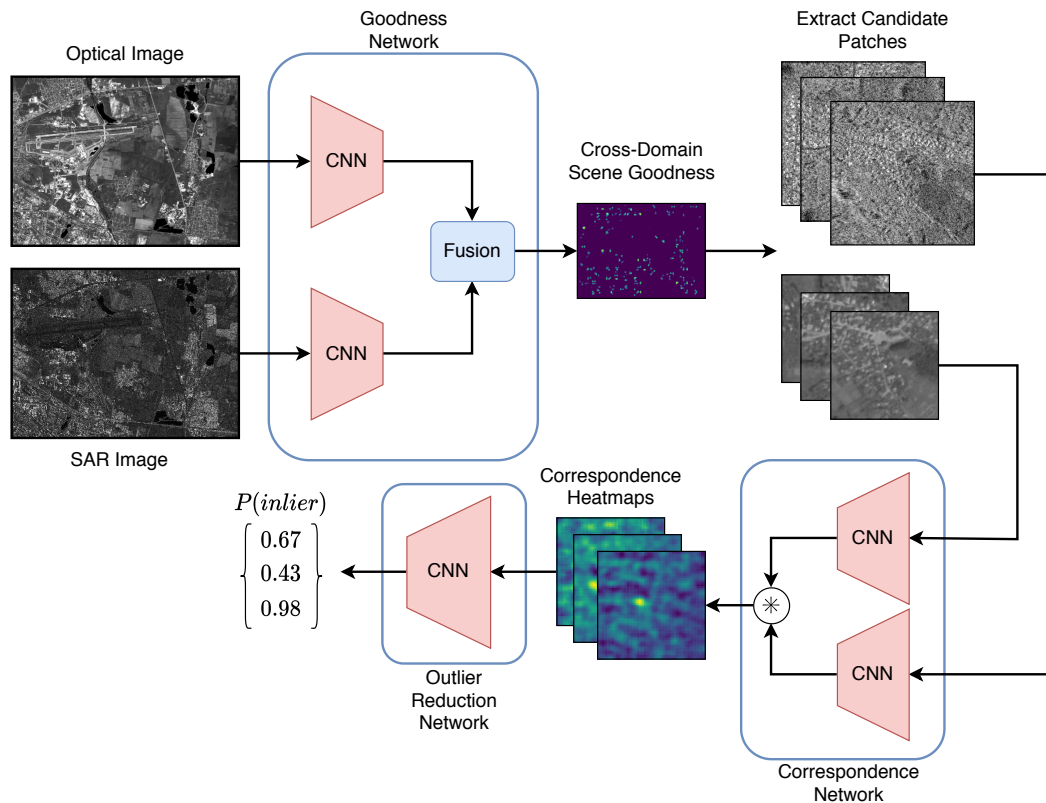 Goodness
Network
Extract Candidate
Patches
Optical Image
CNN
Cross-Domain
Scene Goodness
Fusion
CNN
SAR Image
P(inlier)
0.67
0.43
0.98
CNN
Outlier
Reduction
Network
Correspondence
Heatmaps
CNN
CNN
Correspondence
Network